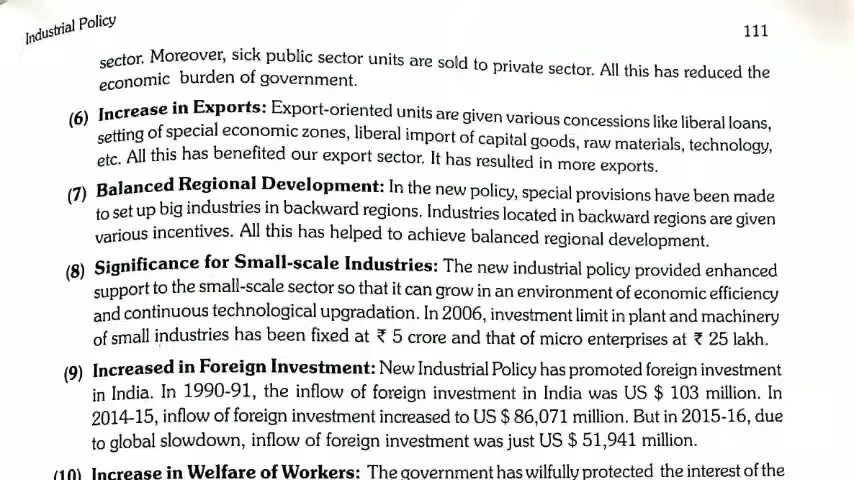 Industrial Policy
111
sector. Moreover, sick public sector units are sold to private sector. All this has reduced the
economic burden of government.
(6) Increase in Exports: Export-oriented units are given various concessions like liberal loans,
setting of special economic zones, liberal import of capital goods, raw materials, technology,
etc. All this has benefited our export sector. It has resulted in more exports.
(7) Balanced Regional Development: In the new policy, special provisions have been made
to set up big industries in backward regions. Industries located in backward regions are given
various incentives. All this has helped to achieve balanced regional development.
(8) Significance for Small-scale Industries: The new industrial policy provided enhanced
support to the small-scale sector so that it can grow in an environment of economic efficiency
and continuous technological upgradation. In 2006, investment limit in plant and machinery
of small industries has been fixed at ₹ 5 crore and that of micro enterprises at ₹ 25 lakh.
(9) Increased in Foreign Investment: New Industrial Policy has promoted foreign investment
in India. In 1990-91, the inflow of foreign investment in India was US $ 103 million. In
2014-15, inflow of foreign investment increased to US $ 86,071 million. But in 2015-16, due
to global slowdown, inflow of foreign investment was just US $ 51,941 million.
(10) Increase in Welfare of Workers: The government has wilfully protected the interest of the